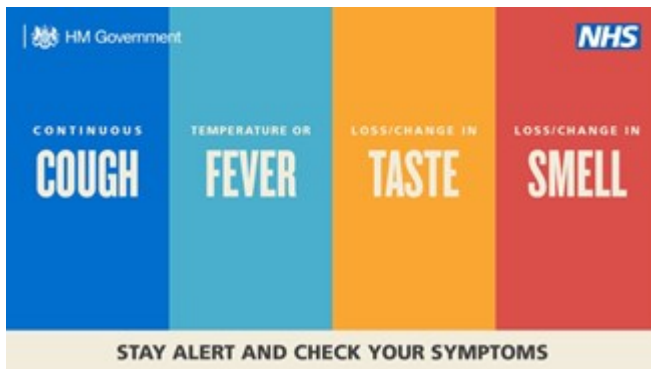 HM Government
NHS
CONTINUOUS
COUGH
TEMPERATURE OR
FEVER
LOSS/CHANGE IN
TASTE
LOSS/CHANGE IN
SMELL
STAY ALERT AND CHECK YOUR SYMPTOMS